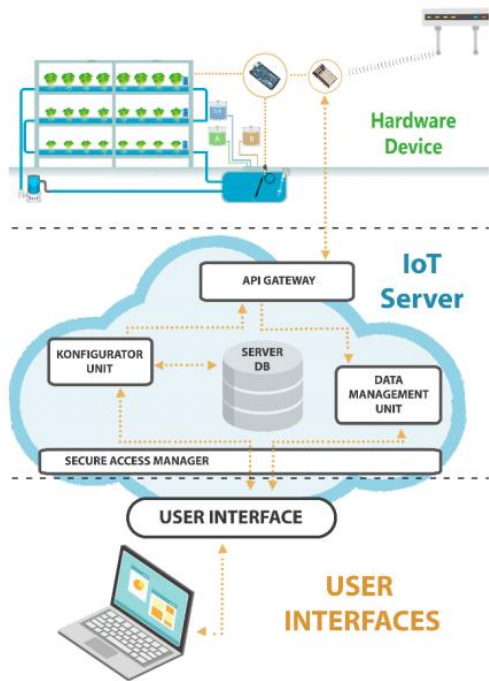 A
B
Hardware
Device
API GATEWAY
IoT
Server
KONFIGURATOR
UNIT
SERVER
DB
DATA
MANAGEMENT
UNIT
SECURE ACCESS MANAGER
USER INTERFACE
USER
INTERFACES